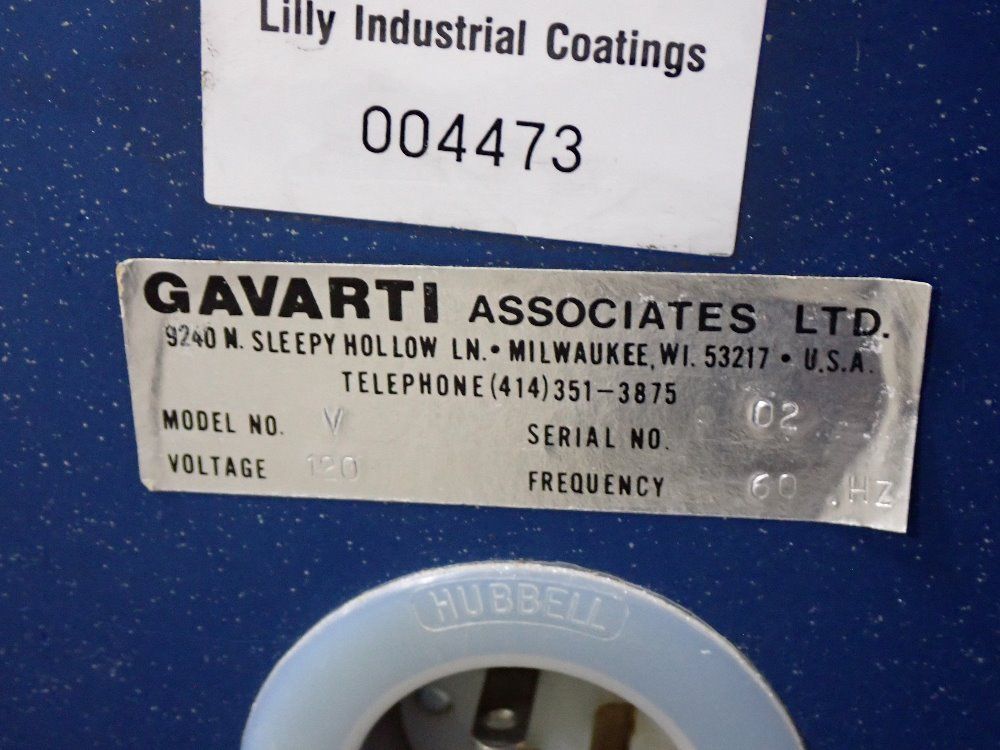 Lilly Industrial Coatings
004473
GAVARTI ASSOCIATES LTD.
9240 N. SLEEPY HOLLOW LN. • MILWAUKEE, WI. 53217 • U.S.A.
TELEPHONE (414) 351-3875
MODEL NO. V SERIAL NO. 02
VOLTAGE 120 FREQUENCY 60 HZ
HUBBELL